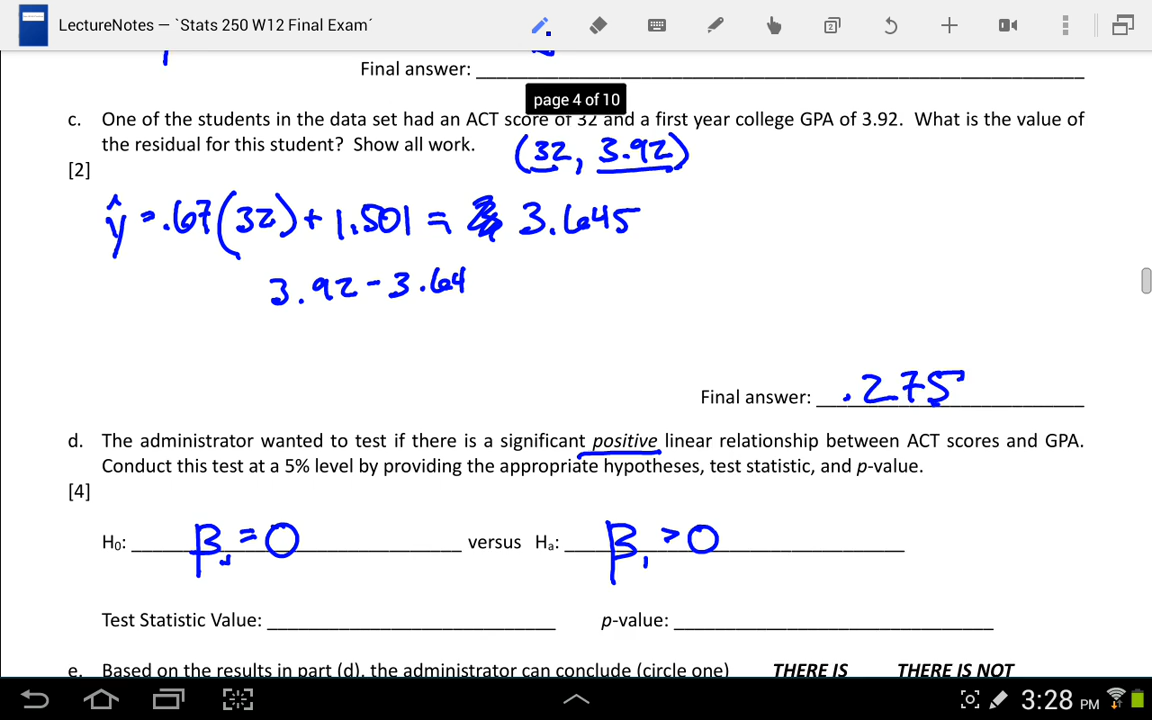 LectureNotes — `Stats 250 W12 Final Exam´
2
Final answer:
page 4 of 10
c. One of the students in the data set had an ACT score of 32 and a first year college GPA of 3.92. What is the value of
the residual for this student? Show all work. (32, 3.92)
[2]
ŷ = .67(32) + 1.501 = 3.645
3.92 - 3.64
Final answer: .275
d. The administrator wanted to test if there is a significant positive linear relationship between ACT scores and GPA.
Conduct this test at a 5% level by providing the appropriate hypotheses, test statistic, and p-value.
[4]
H0: β1 = 0 versus Ha: β1 > 0
Test Statistic Value: p-value:
e. Based on the results in part (d), the administrator can conclude (circle one) THERE IS THERE IS NOT
3:28 PM